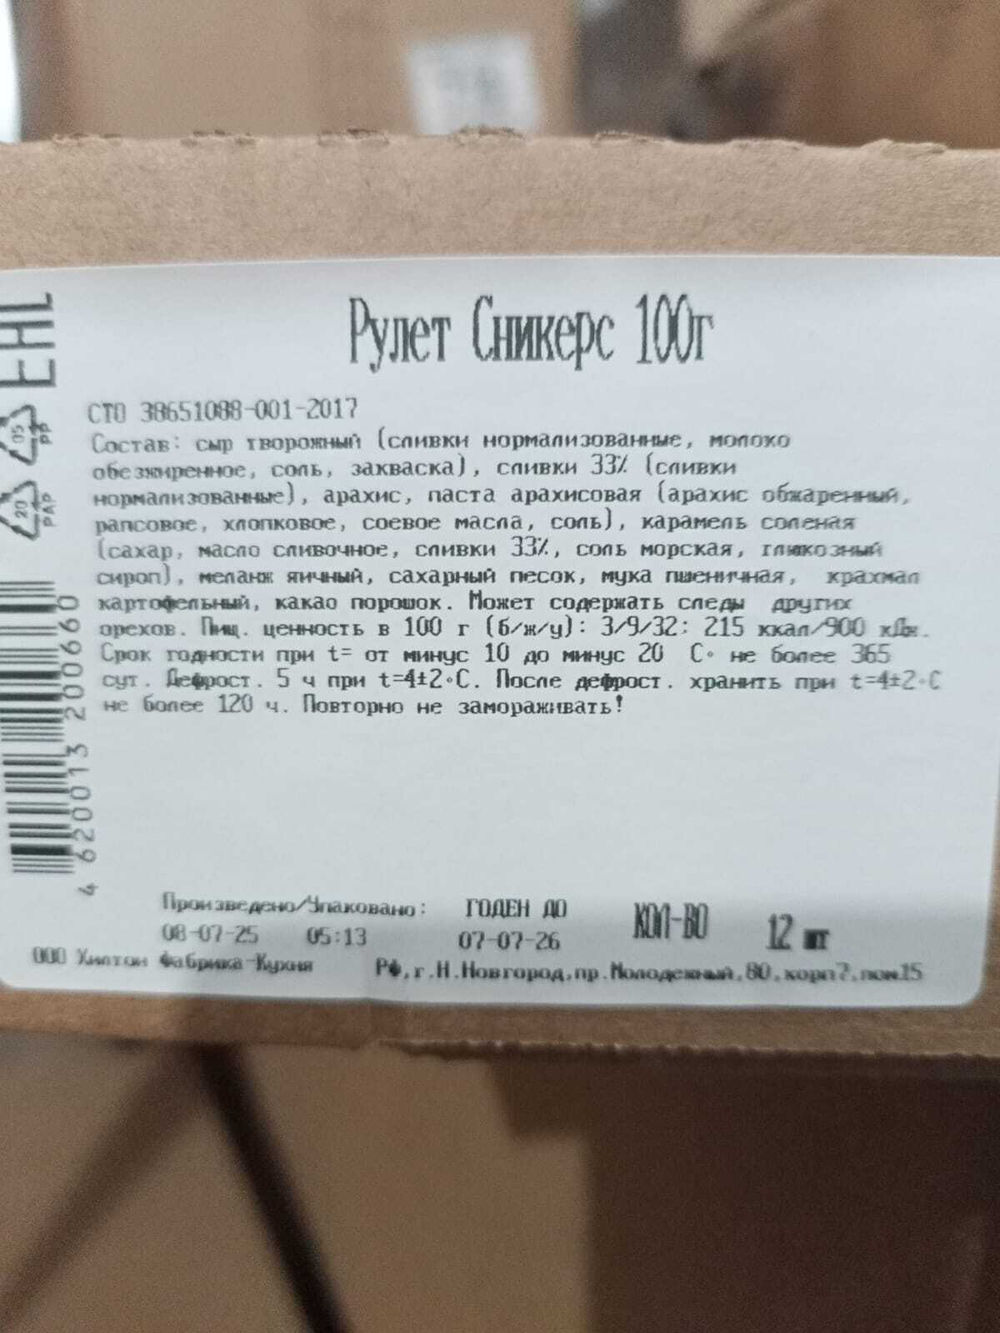 Рулет Сникерс 100г
СТО 38651088-001-2017
Состав: сыр творожный (сливки нормализованные, молоко
обезжиренное, соль, закваска), сливки 33% (сливки
нормализованные), арахис, паста арахисовая (арахис обжаренный,
рапсовое, хлопковое, соевое масла, соль), карамель соленая
(сахар, масло сливочное, сливки 33%, соль морская, глюкозный
сироп), меланж яичный, сахарный песок, мука пшеничная, крахмал
картофельный, какао порошок. Может содержать следы других
орехов. Пищ. ценность в 100 г (б/ж/у): 3/9/32; 215 ккал/900 кДж.
Срок годности при t= от минус 10 до минус 20 С° не более 365
сут. Дефрост. 5 ч при t=4±2°С. После дефрост. хранить при t=4±2°С
не более 120 ч. Повторно не замораживать!
EAC
05
PP
20
PAP
4 620013 200660
Произведено/Упаковано: ГОДЕН ДО КОЛ-ВО 12 шт
08-07-25 05:13 07-07-26
ООО Хилтон Фабрика-Кухня РФ,г.Н.Новгород,пр.Молодежный,80,корп7,пом15